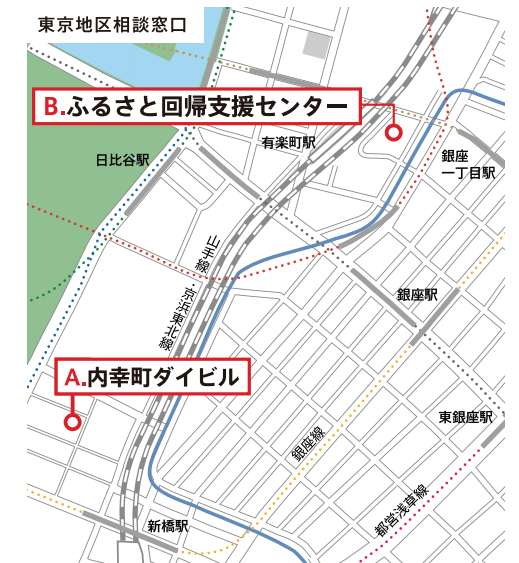 東京地区相談窓口
B.ふるさと回帰支援センター
有楽町駅
日比谷駅
銀座
一丁目駅
山手線
・京浜東北線
銀座駅
A.内幸町ダイビル
東銀座駅
銀座線
都営浅草線
新橋駅